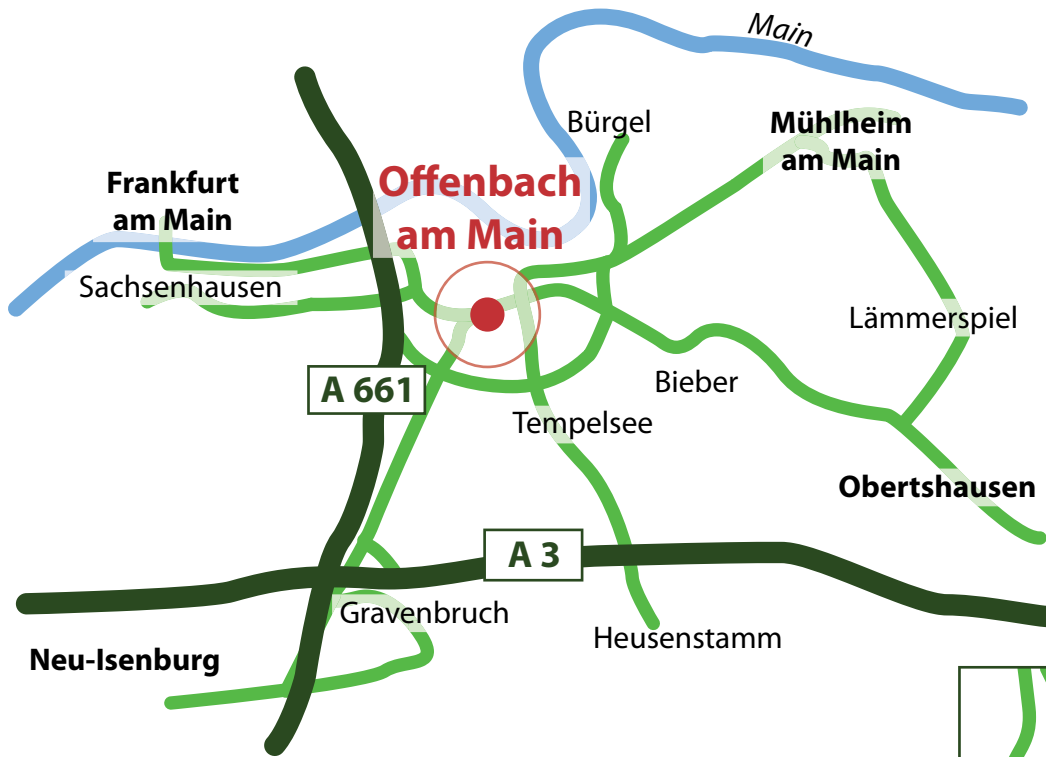 Main
Bürgel
Mühlheim
am Main
Offenbach
am Main
Frankfurt
am Main
Sachsenhausen
Lämmerspiel
A 661
Bieber
Tempelsee
Obertshausen
A 3
Gravenbruch
Heusenstamm
Neu-Isenburg